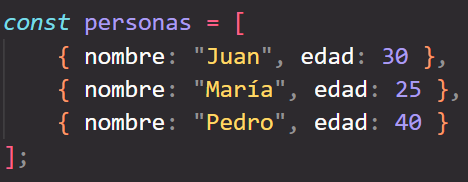 const personas = [
    { nombre: "Juan", edad: 30 },
    { nombre: "María", edad: 25 },
    { nombre: "Pedro", edad: 40 }
];